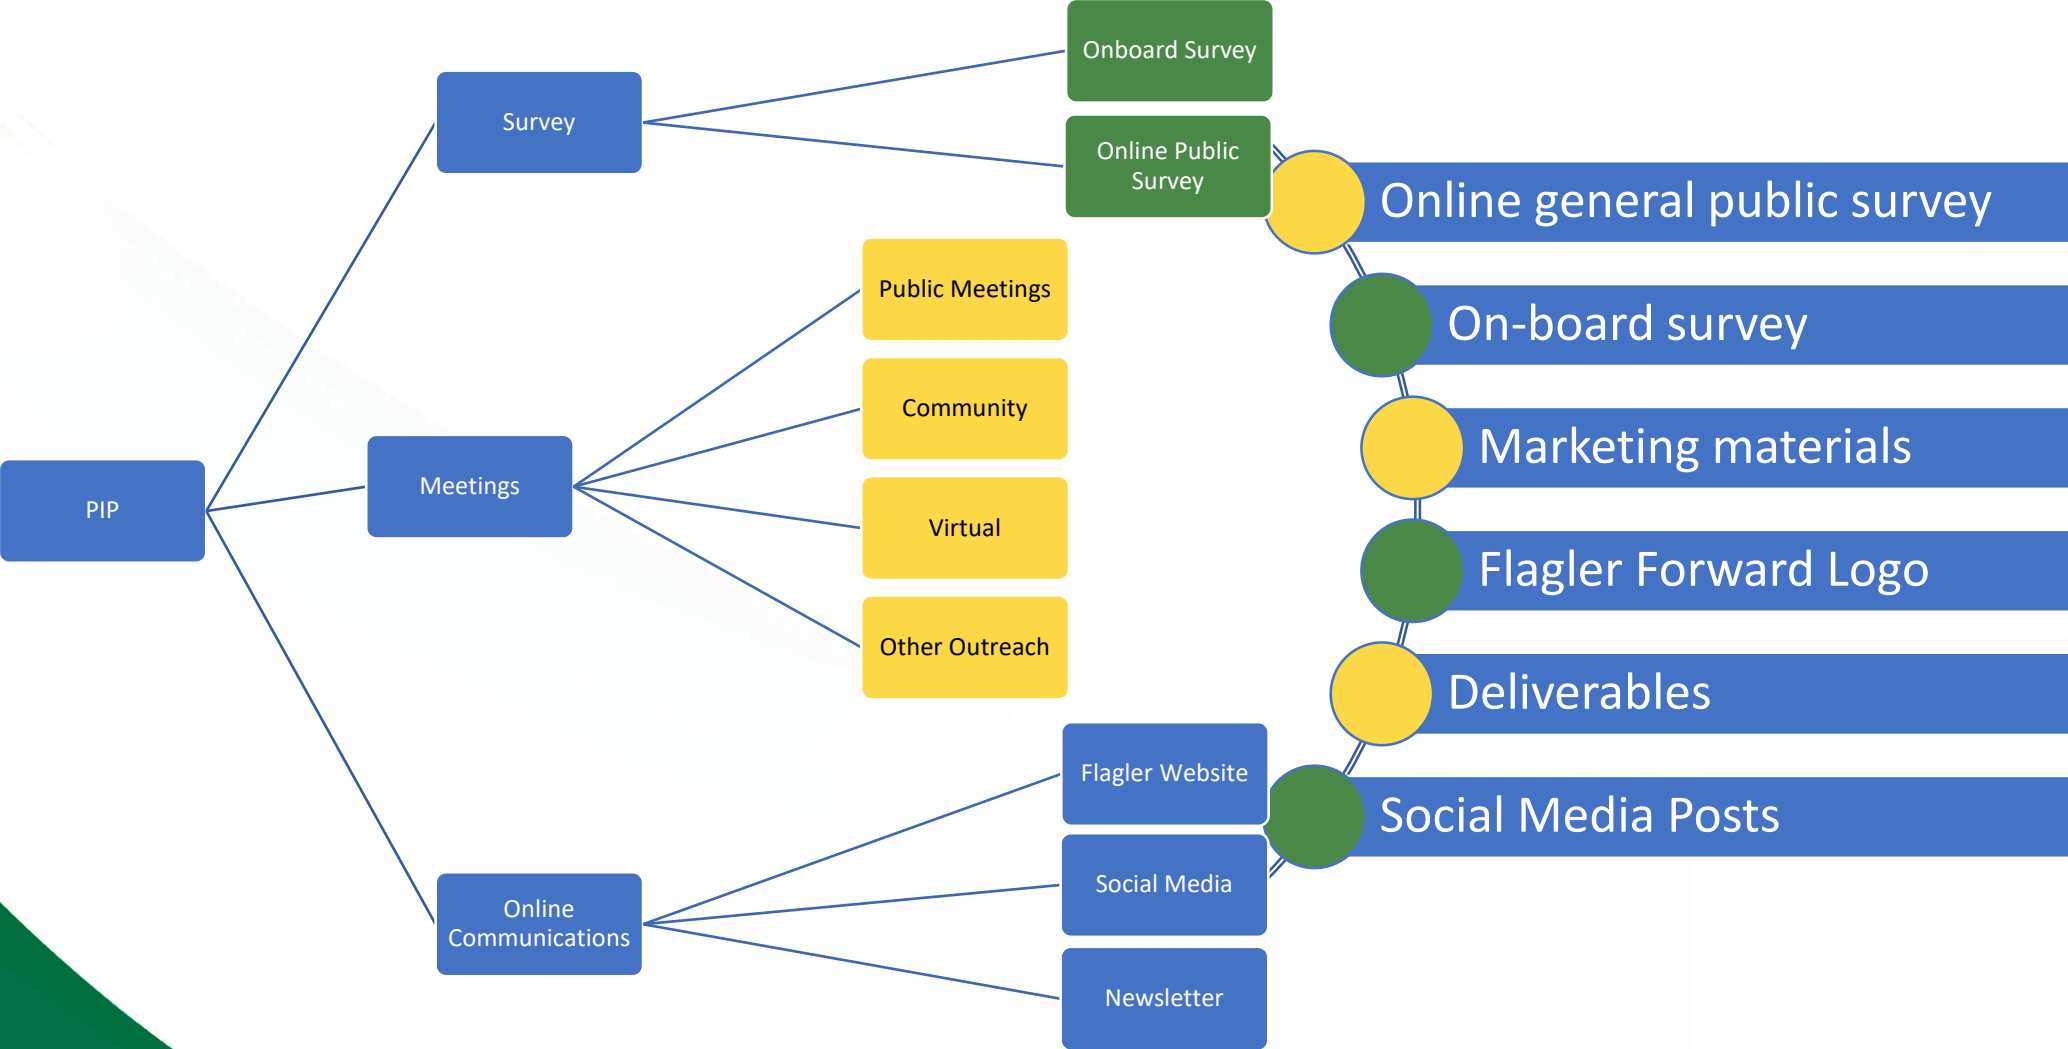 PIP
Survey
Meetings
Online
Communications
Onboard Survey
Online Public
Survey
Public Meetings
Community
Virtual
Other Outreach
Flagler Website
Social Media
Newsletter
Online general public survey
On-board survey
Marketing materials
Flagler Forward Logo
Deliverables
Social Media Posts